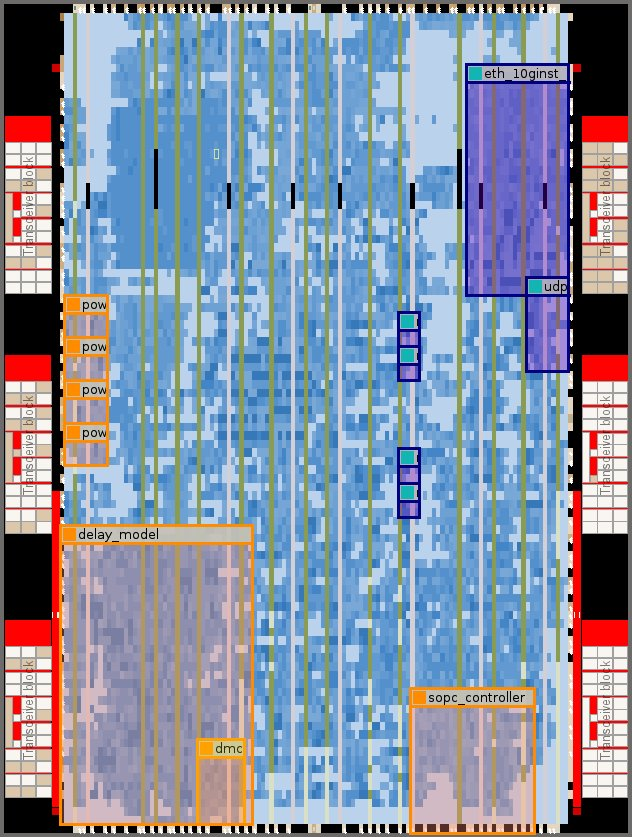 eth_10ginst
Transceiver block
Transceiver block
udp
pow
pow
pow
pow
Transceiver block
Transceiver block
delay_model
Transceiver block
Transceiver block
sopc_controller
dmc